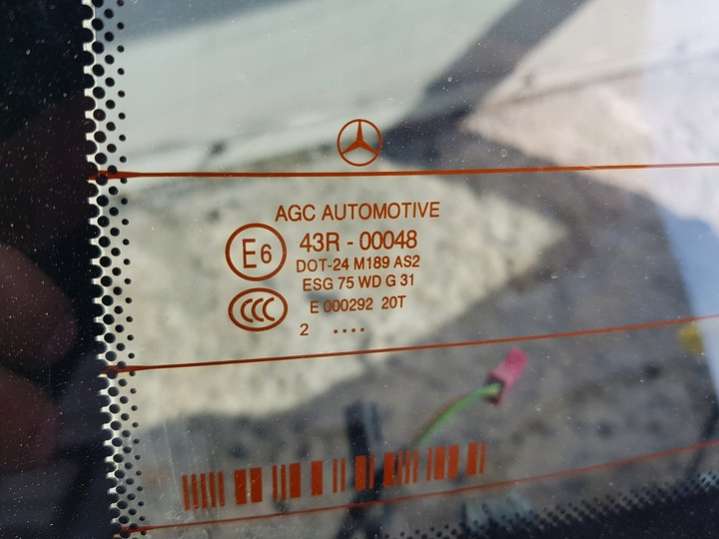 AGC AUTOMOTIVE
E6 43R - 00048
DOT-24 M189 AS2
ESG 75 WD G 31
CCC E 000292 20T
2 ....